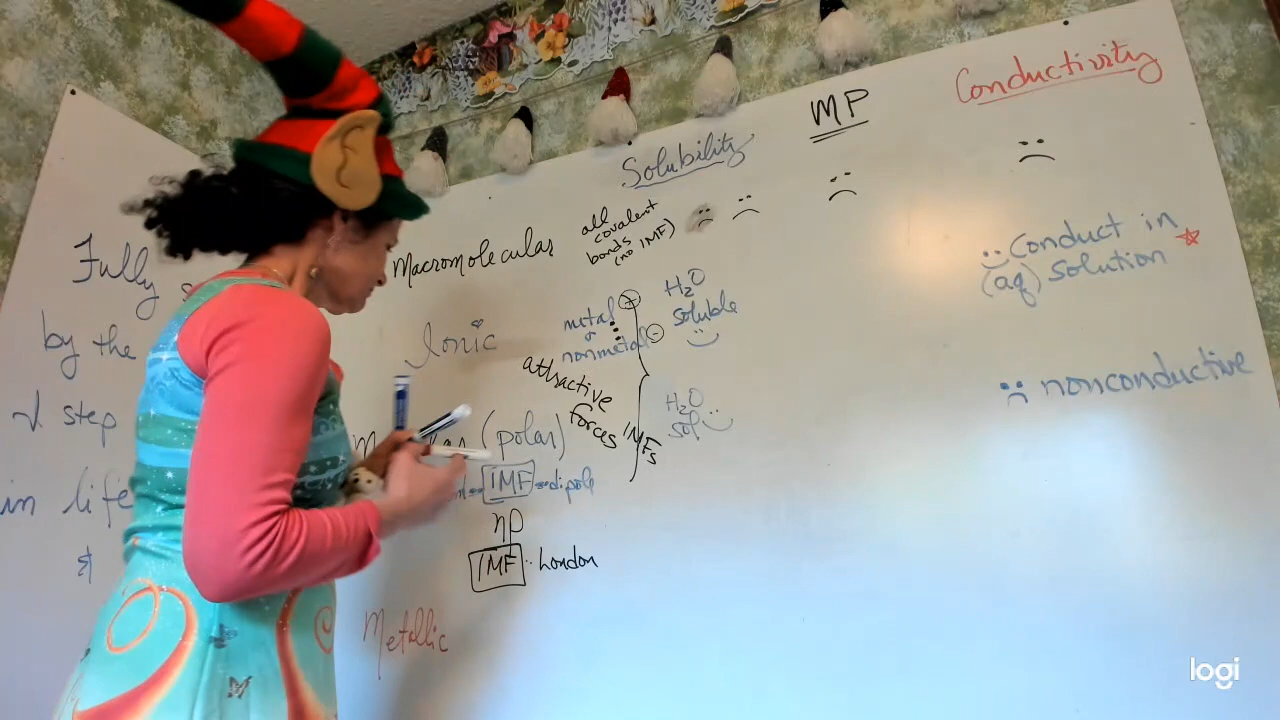 Conductivity
MP
Solubility
Macromolecular
all
covalent
bonds
(no IMF)
Fully
by the
step
in life
&
Ionic
metal
nonmetal
H2O
soluble
Conduct in
(aq) solution
attractive
forces
IMFs
(polar)
H2O
sol
nonconductive
IMF
dipole
np
IMF
London
Metallic
logi